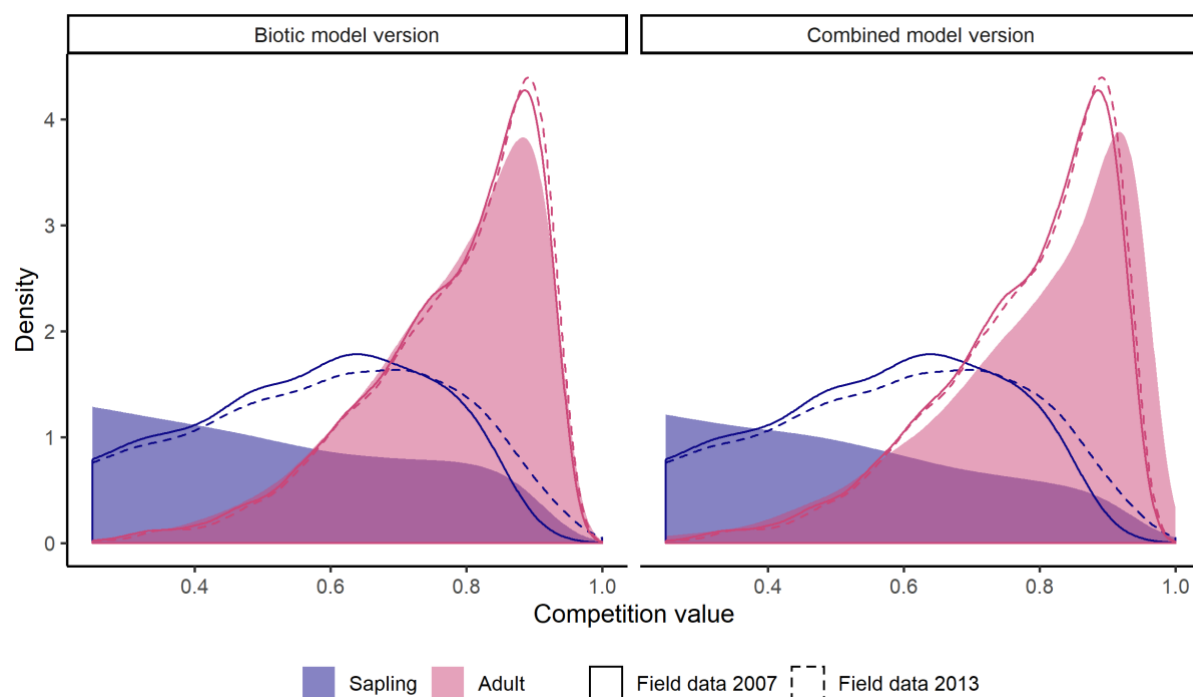 Biotic model version
Combined model version
4
3
2
1
0
Density
0.4
0.6
0.8
1.0
0.4
0.6
0.8
1.0
Competition value
Sapling
Adult
Field data 2007
Field data 2013